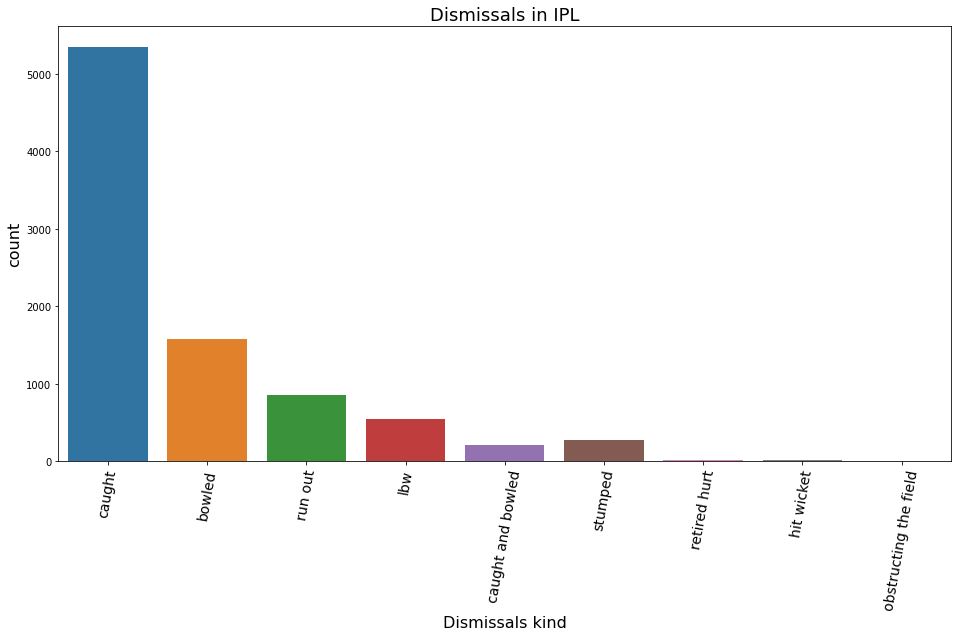 Dismissals in IPL
5000
4000
3000
2000
1000
0
count
caught
bowled
run out
lbw
caught and bowled
stumped
retired hurt
hit wicket
obstructing the field
Dismissals kind